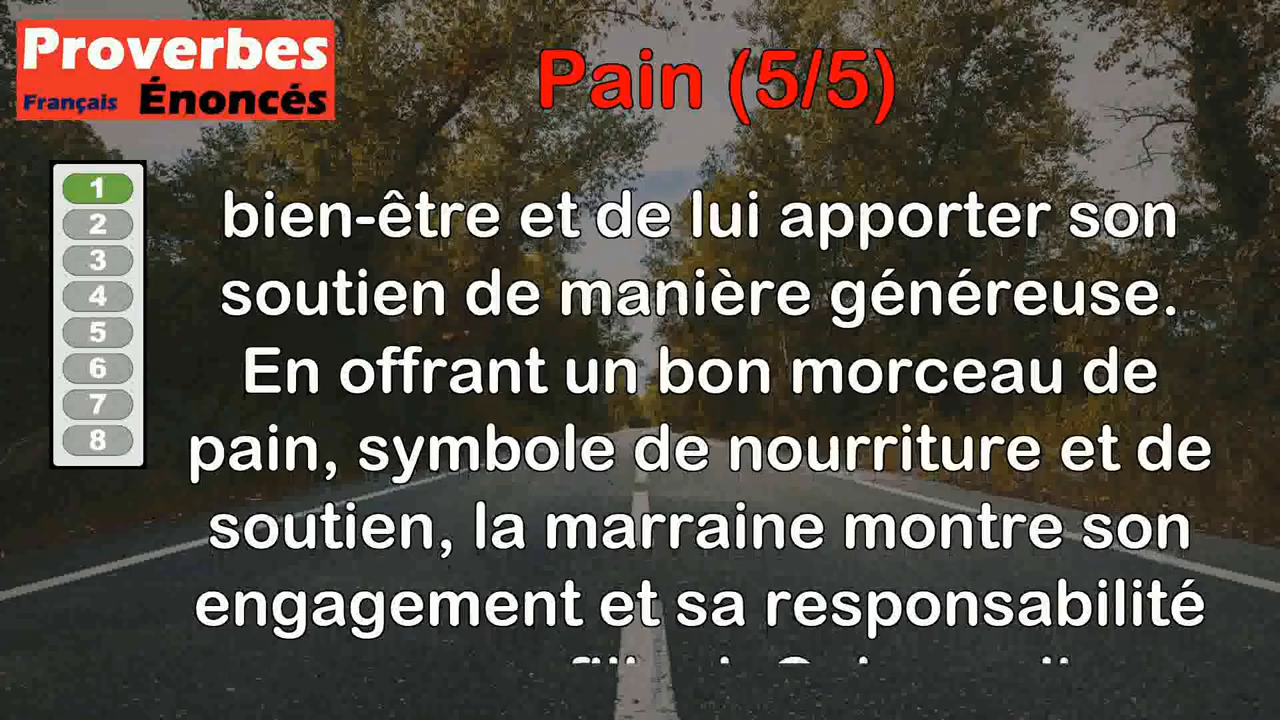 Proverbes
Français Énoncés
Pain (5/5)
1
2
3
4
5
6
7
8
bien-être et de lui apporter son
soutien de manière généreuse.
En offrant un bon morceau de
pain, symbole de nourriture et de
soutien, la marraine montre son
engagement et sa responsabilité